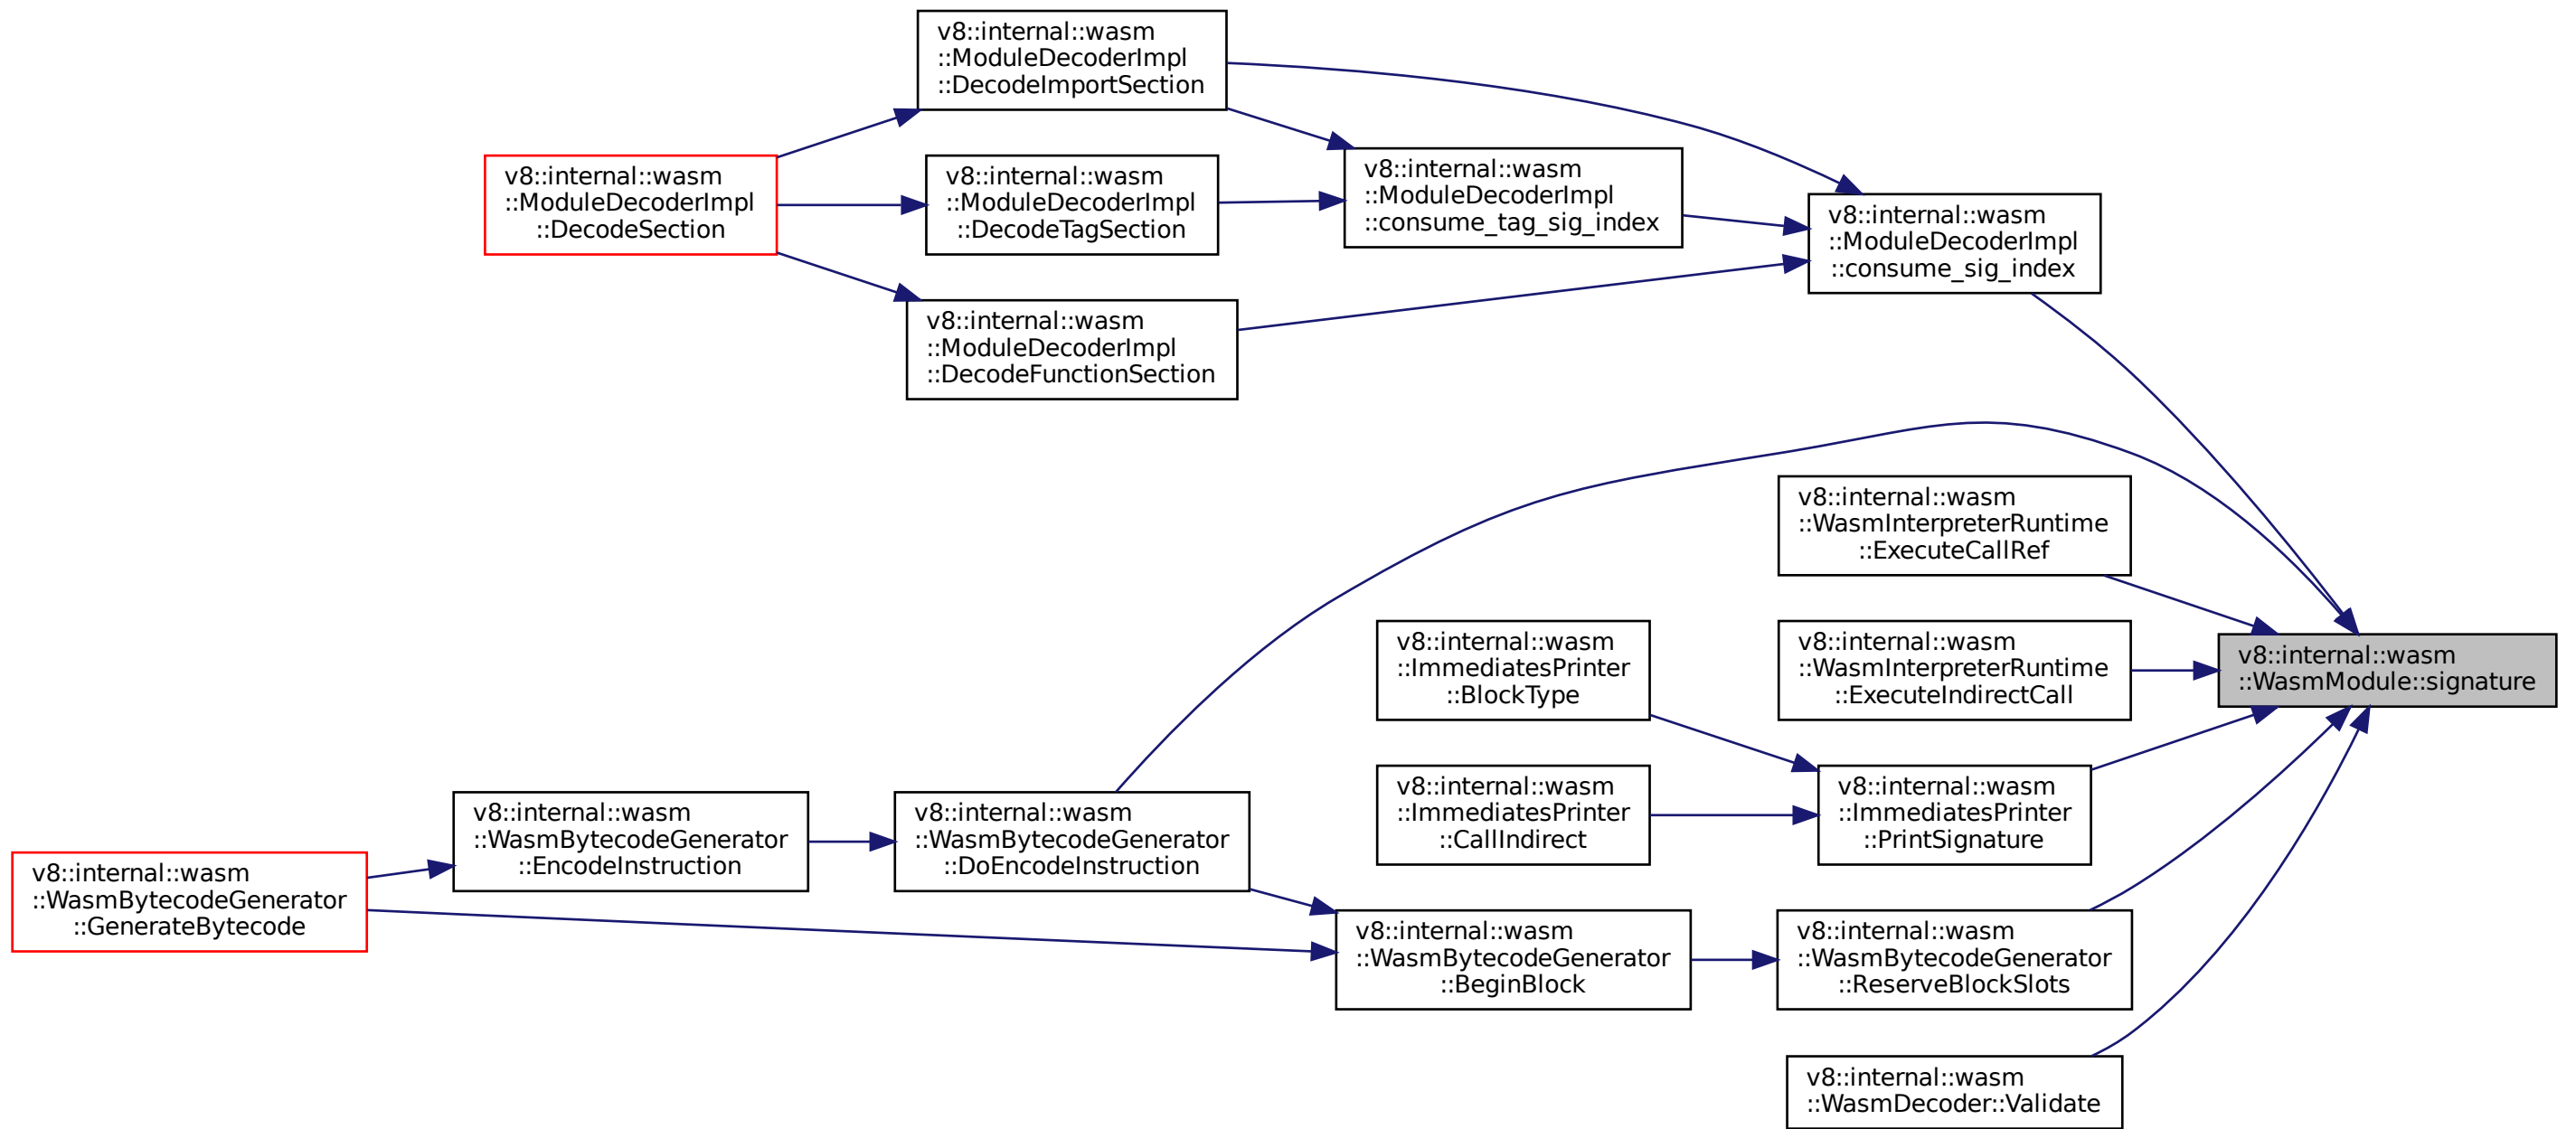 v8::internal::wasm
::ModuleDecoderImpl
::DecodeImportSection
v8::internal::wasm
::ModuleDecoderImpl
::DecodeSection
v8::internal::wasm
::ModuleDecoderImpl
::DecodeTagSection
v8::internal::wasm
::ModuleDecoderImpl
::consume_tag_sig_index
v8::internal::wasm
::ModuleDecoderImpl
::consume_sig_index
v8::internal::wasm
::ModuleDecoderImpl
::DecodeFunctionSection
v8::internal::wasm
::WasmInterpreterRuntime
::ExecuteCallRef
v8::internal::wasm
::ImmediatesPrinter
::BlockType
v8::internal::wasm
::WasmInterpreterRuntime
::ExecuteIndirectCall
v8::internal::wasm
::WasmModule::signature
v8::internal::wasm
::ImmediatesPrinter
::CallIndirect
v8::internal::wasm
::ImmediatesPrinter
::PrintSignature
v8::internal::wasm
::WasmBytecodeGenerator
::GenerateBytecode
v8::internal::wasm
::WasmBytecodeGenerator
::EncodeInstruction
v8::internal::wasm
::WasmBytecodeGenerator
::DoEncodeInstruction
v8::internal::wasm
::WasmBytecodeGenerator
::BeginBlock
v8::internal::wasm
::WasmBytecodeGenerator
::ReserveBlockSlots
v8::internal::wasm
::WasmDecoder::Validate